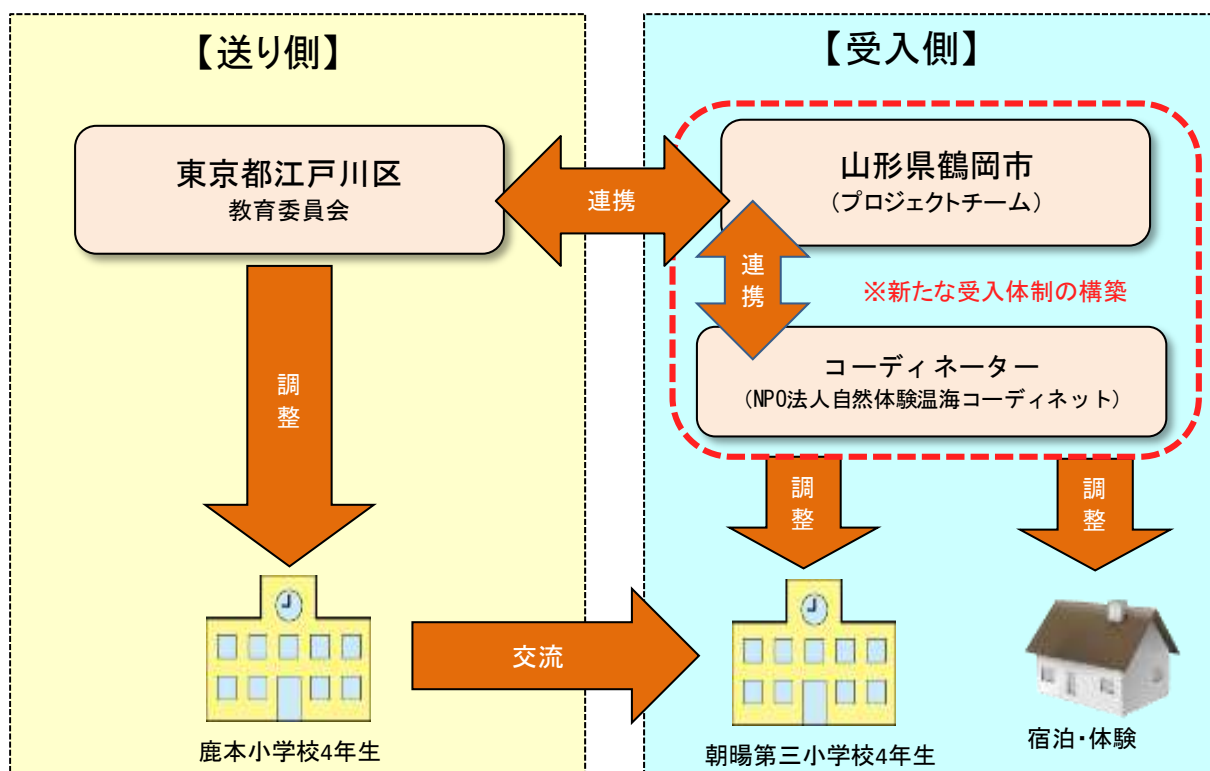 【送り側】
東京都江戸川区
教育委員会
連携
調整
鹿本小学校4年生
交流
【受入側】
山形県鶴岡市
(プロジェクトチーム)
連携
※新たな受入体制の構築
コーディネーター
(NPO法人自然体験温海コーディネット)
調整
調整
朝暘第三小学校4年生
宿泊・体験